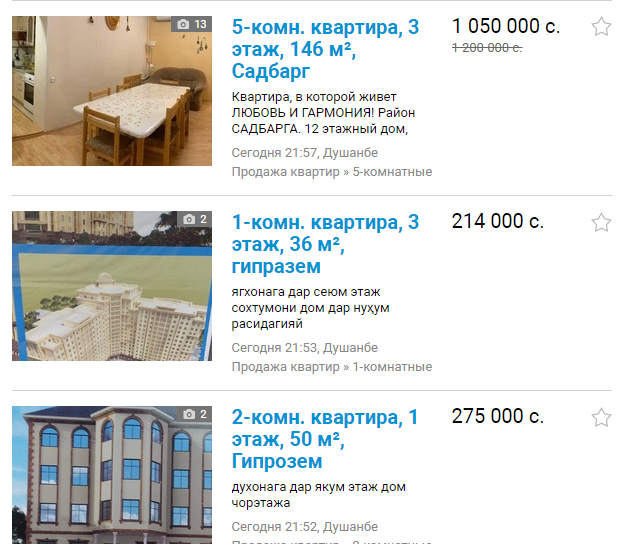 13
5-комн. квартира, 3
этаж, 146 м²,
Садбарг
1 050 000 с.
1 200 000 с.
Квартира, в которой живет
ЛЮБОВЬ И ГАРМОНИЯ! Район
САДБАРГА. 12 этажный дом,
Сегодня 21:57, Душанбе
Продажа квартир » 5-комнатные
2
1-комн. квартира, 3
этаж, 36 м²,
гипразем
214 000 с.
ягхонага дар сеюм этаж
сохтумони дом дар нуҳум
расидагияй
Сегодня 21:53, Душанбе
Продажа квартир » 1-комнатные
2
2-комн. квартира, 1
этаж, 50 м²,
Гипрозем
275 000 с.
духонага дар якум этаж дом
чорэтажа
Сегодня 21:52, Душанбе
Продажа квартир » 2-комнатные